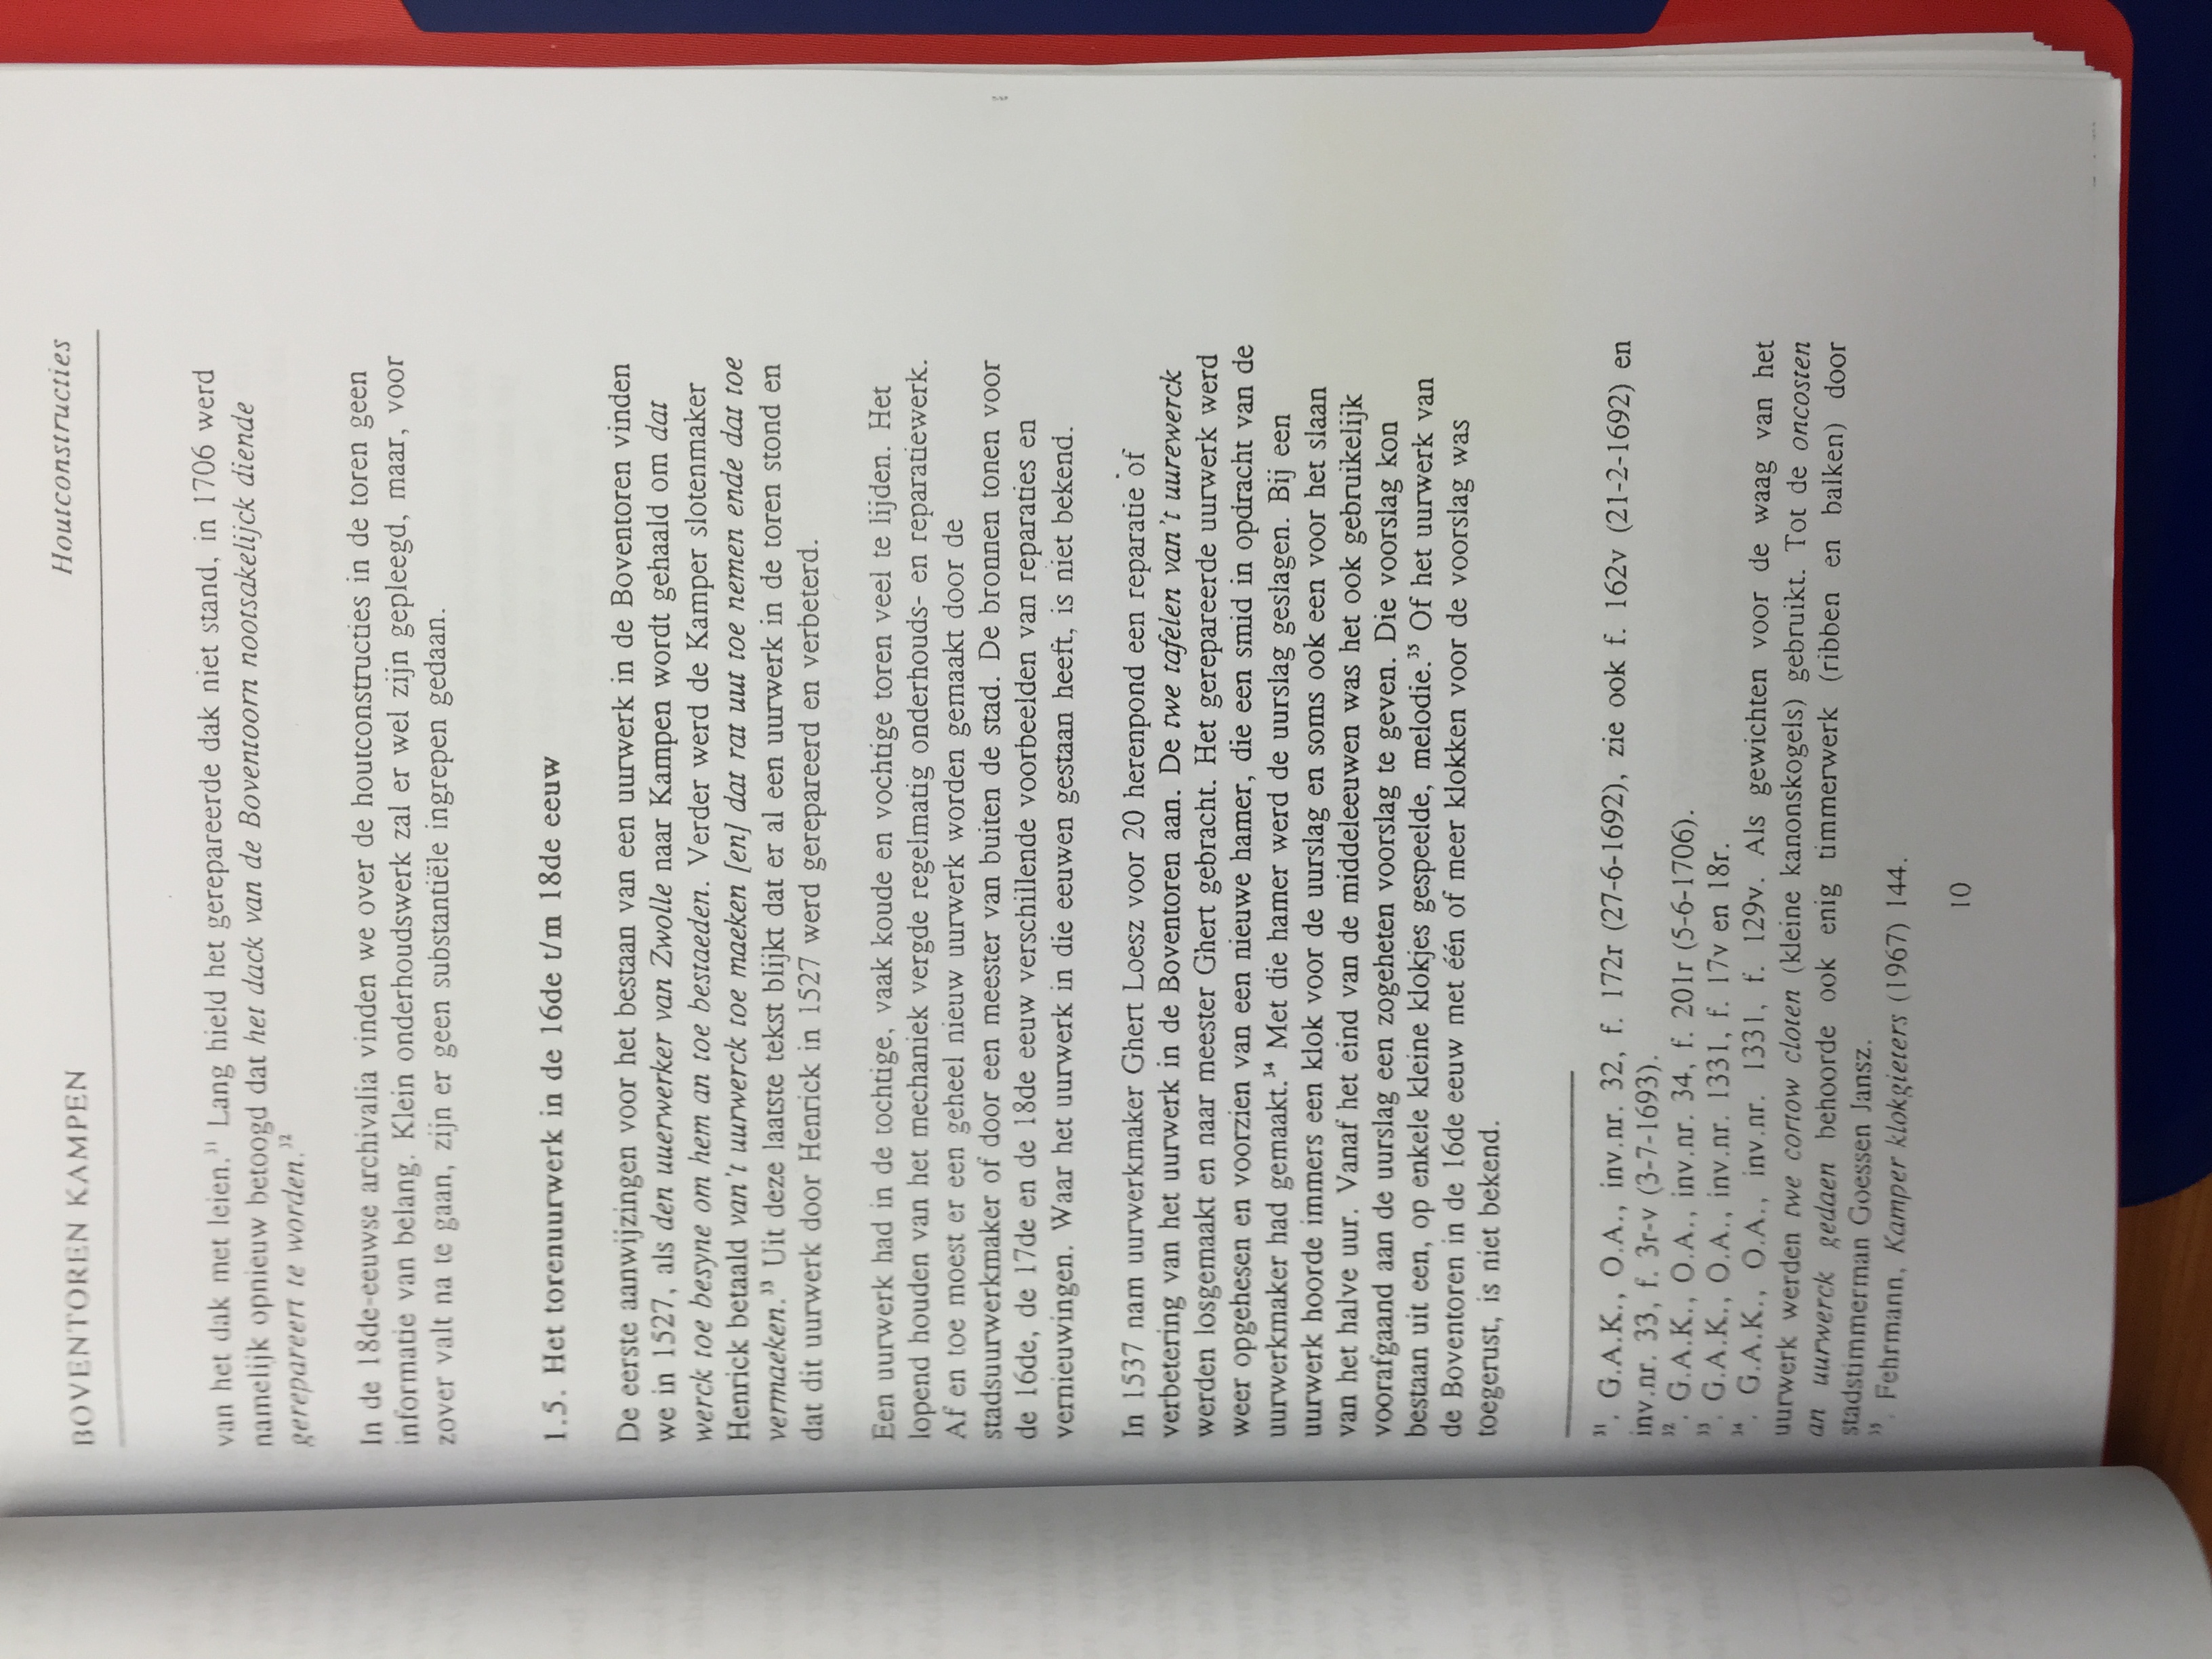 BOVENTOREN KAMPEN Houtconstructies
van het dak met leien.³¹ Lang hield het gerepareerde dak niet stand, in 1706 werd
namelijk opnieuw betoogd dat het dack van de Boventoorn nootsakelijck diende
gerepareert te worden.³²
In de 18de-eeuwse archivalia vinden we over de houtconstructies in de toren geen
informatie van belang. Klein onderhoudswerk zal er wel zijn gepleegd, maar, voor
zover valt na te gaan, zijn er geen substantiële ingrepen gedaan.
1.5. Het torenuurwerk in de 16de t/m 18de eeuw
De eerste aanwijzingen voor het bestaan van een uurwerk in de Boventoren vinden
we in 1527, als den uuerwerker van Zwolle naar Kampen wordt gehaald om dat
werck toe besyne om hem an toe bestaeden. Verder werd de Kamper slotenmaker
Henrick betaald van't uurwerck toe maeken [en] dat rat uut toe nemen ende dat toe
vermaeken.³³ Uit deze laatste tekst blijkt dat er al een uurwerk in de toren stond en
dat dit uurwerk door Henrick in 1527 werd gerepareerd en verbeterd.
Een uurwerk had in de tochtige, vaak koude en vochtige toren veel te lijden. Het
lopend houden van het mechaniek vergde regelmatig onderhouds- en reparatiewerk.
Af en toe moest er een geheel nieuw uurwerk worden gemaakt door de
stadsuurwerkmaker of door een meester van buiten de stad. De bronnen tonen voor
de 16de, de 17de en de 18de eeuw verschillende voorbeelden van reparaties en
vernieuwingen. Waar het uurwerk in die eeuwen gestaan heeft, is niet bekend.
In 1537 nam uurwerkmaker Ghert Loesz voor 20 herenpond een reparatie of
verbetering van het uurwerk in de Boventoren aan. De twe tafelen van't uurewerck
werden losgemaakt en naar meester Ghert gebracht. Het gerepareerde uurwerk werd
weer opgehesen en voorzien van een nieuwe hamer, die een smid in opdracht van de
uurwerkmaker had gemaakt.³⁴ Met die hamer werd de uurslag geslagen. Bij een
uurwerk hoorde immers een klok voor de uurslag en soms ook een voor het slaan
van het halve uur. Vanaf het eind van de middeleeuwen was het ook gebruikelijk
voorafgaand aan de uurslag een zogeheten voorslag te geven. Die voorslag kon
bestaan uit een, op enkele kleine klokjes gespeelde, melodie.³⁵ Of het uurwerk van
de Boventoren in de 16de eeuw met één of meer klokken voor de voorslag was
toegerust, is niet bekend.
³¹. G.A.K., O.A., inv.nr. 32, f. 172r (27-6-1692), zie ook f. 162v (21-2-1692) en
inv.nr. 33, f. 3r-v (3-7-1693).
³². G.A.K., O.A., inv.nr. 34, f. 201r (5-6-1706).
³³. G.A.K., O.A., inv.nr. 1331, f. 17v en 18r.
³⁴. G.A.K., O.A., inv.nr. 1331, f. 129v. Als gewichten voor de waag van het
uurwerk werden twe corrow cloten (kleine kanonskogels) gebruikt. Tot de oncosten
an uurwerck gedaen behoorde ook enig timmerwerk (ribben en balken) door
stadstimmerman Goessen Jansz.
³⁵. Fehrmann, Kamper klokgieters (1967) 144.
10